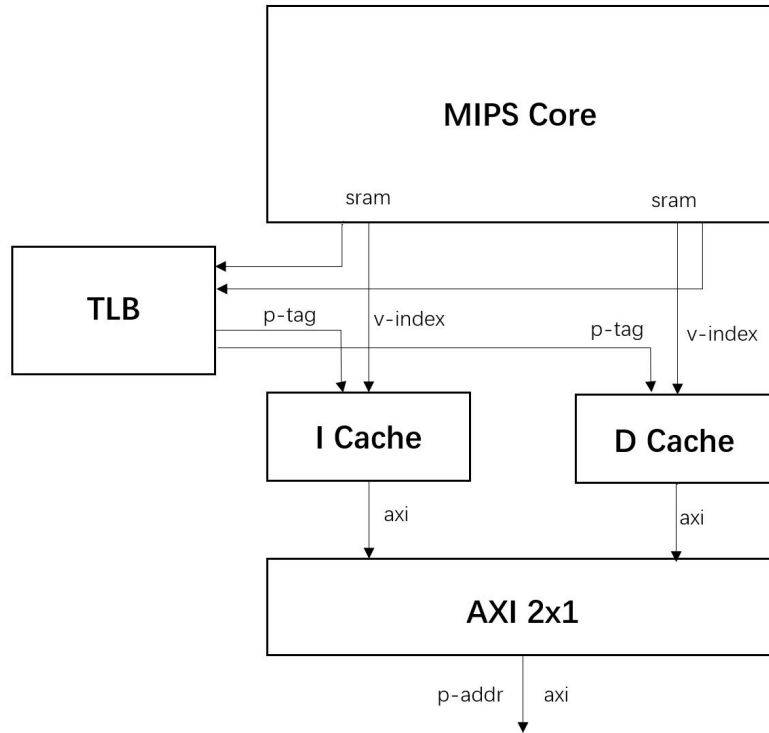 MIPS Core
sram
sram
TLB
p-tag
v-index
p-tag
v-index
I Cache
D Cache
axi
axi
AXI 2x1
p-addr
axi